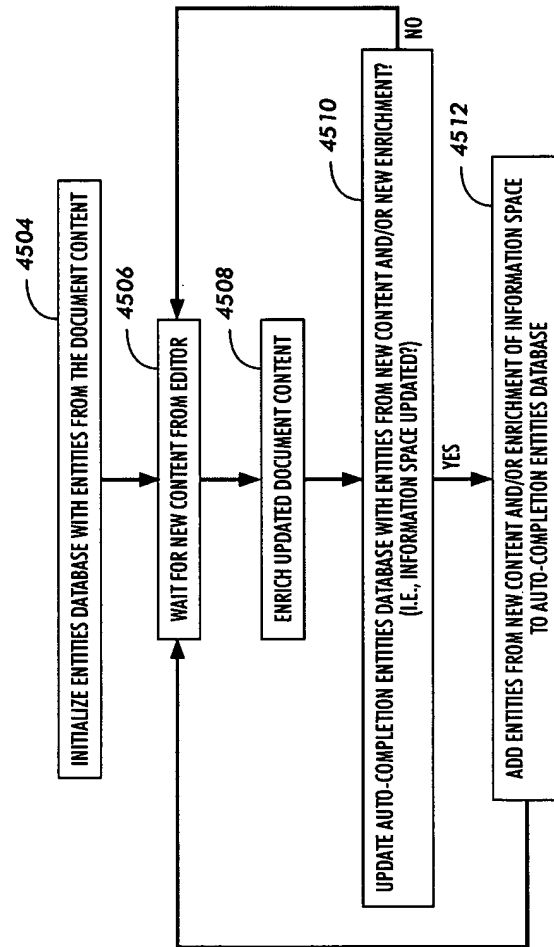 4504
INITIALIZE ENTITIES DATABASE WITH ENTITIES FROM THE DOCUMENT CONTENT
4506
WAIT FOR NEW CONTENT FROM EDITOR
4508
ENRICH UPDATED DOCUMENT CONTENT
4510
UPDATE AUTO-COMPLETION ENTITIES DATABASE WITH ENTITIES FROM NEW CONTENT AND/OR NEW ENRICHMENT?
(I.E., INFORMATION SPACE UPDATED?)
NO
YES
4512
ADD ENTITIES FROM NEW CONTENT AND/OR ENRICHMENT OF INFORMATION SPACE
TO AUTO-COMPLETION ENTITIES DATABASE